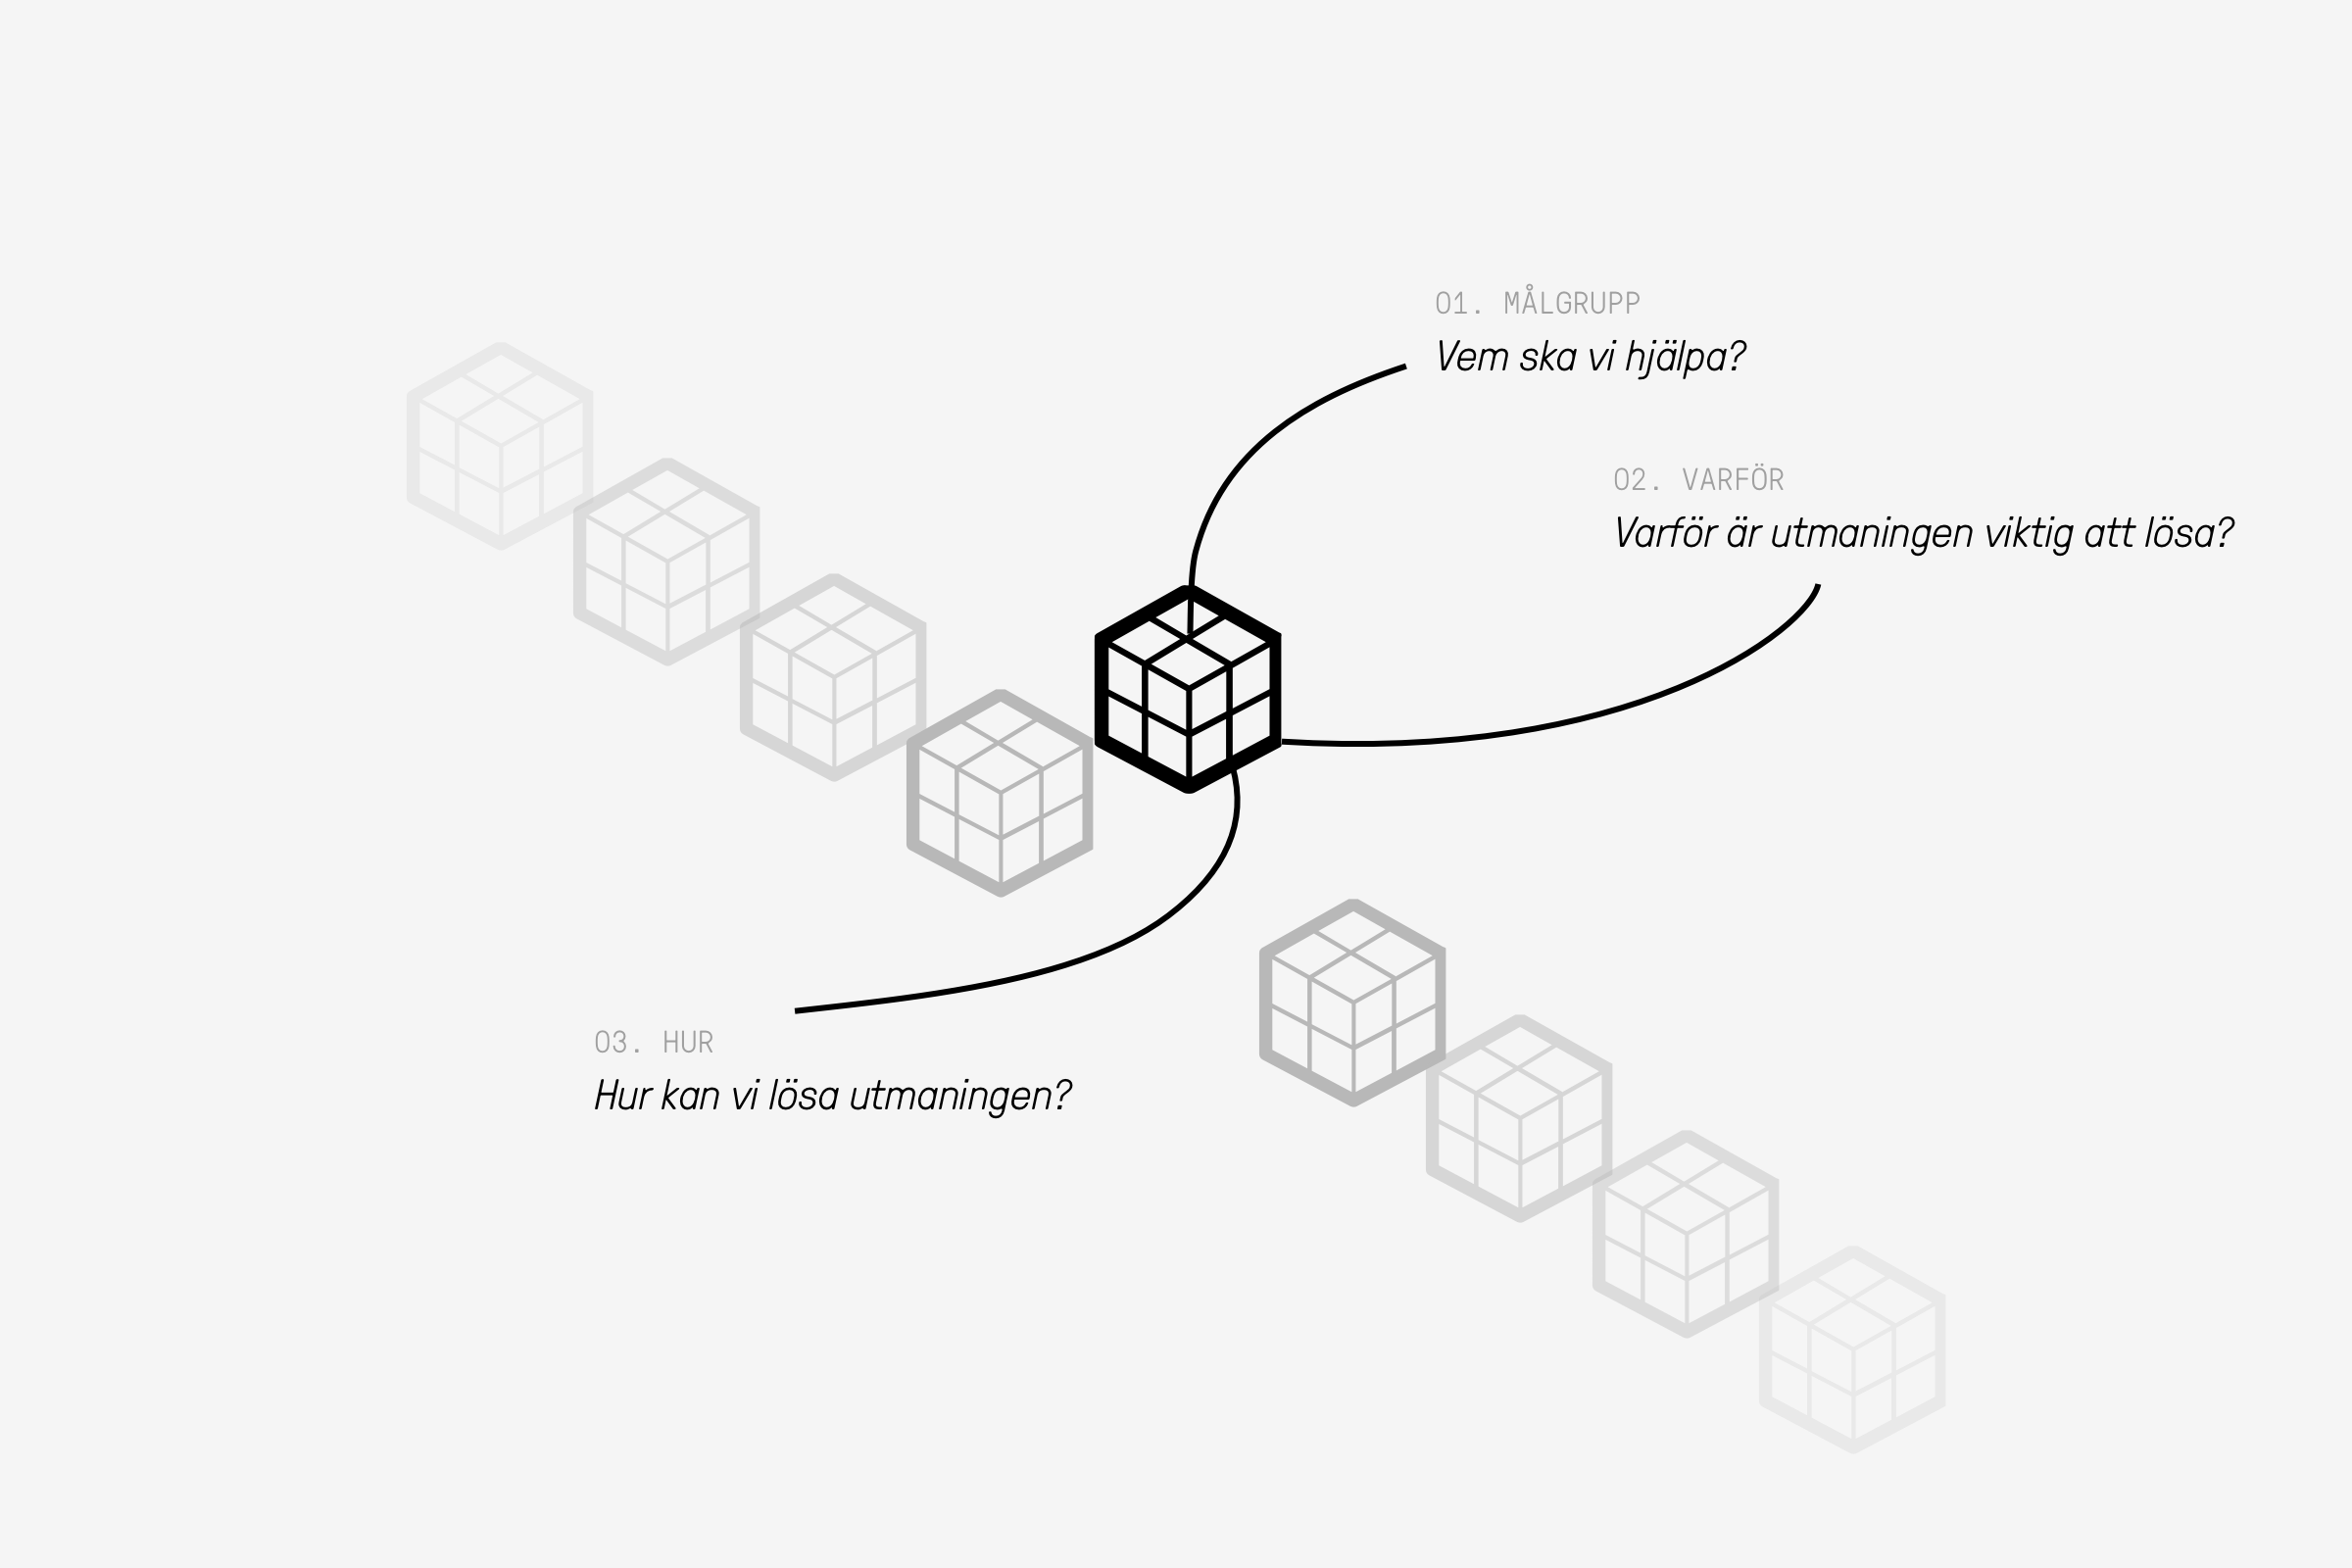 01. MÅLGRUPP
Vem ska vi hjälpa?
02. VARFÖR
Varför är utmaningen viktig att lösa?
03. HUR
Hur kan vi lösa utmaningen?